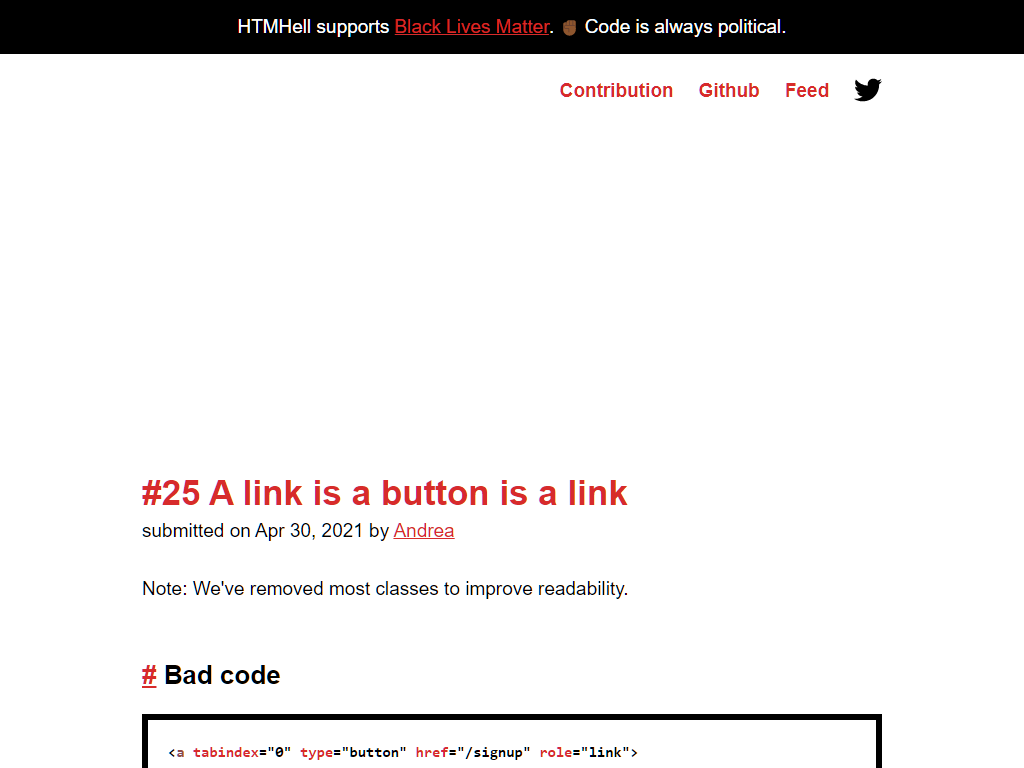 HTMHell supports Black Lives Matter. ✊🏾 Code is always political.
Contribution Github Feed
#25 A link is a button is a link
submitted on Apr 30, 2021 by Andrea
Note: We've removed most classes to improve readability.
# Bad code
<a tabindex="0" type="button" href="/signup" role="link">